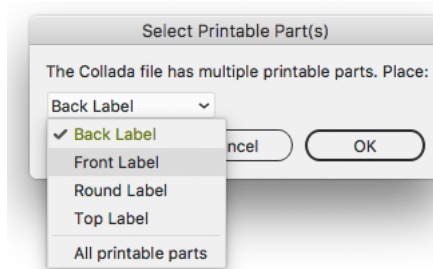 Select Printable Part(s)
The Collada file has multiple printable parts. Place:
Back Label
Back Label
Front Label
Round Label
Top Label
All printable parts
OK